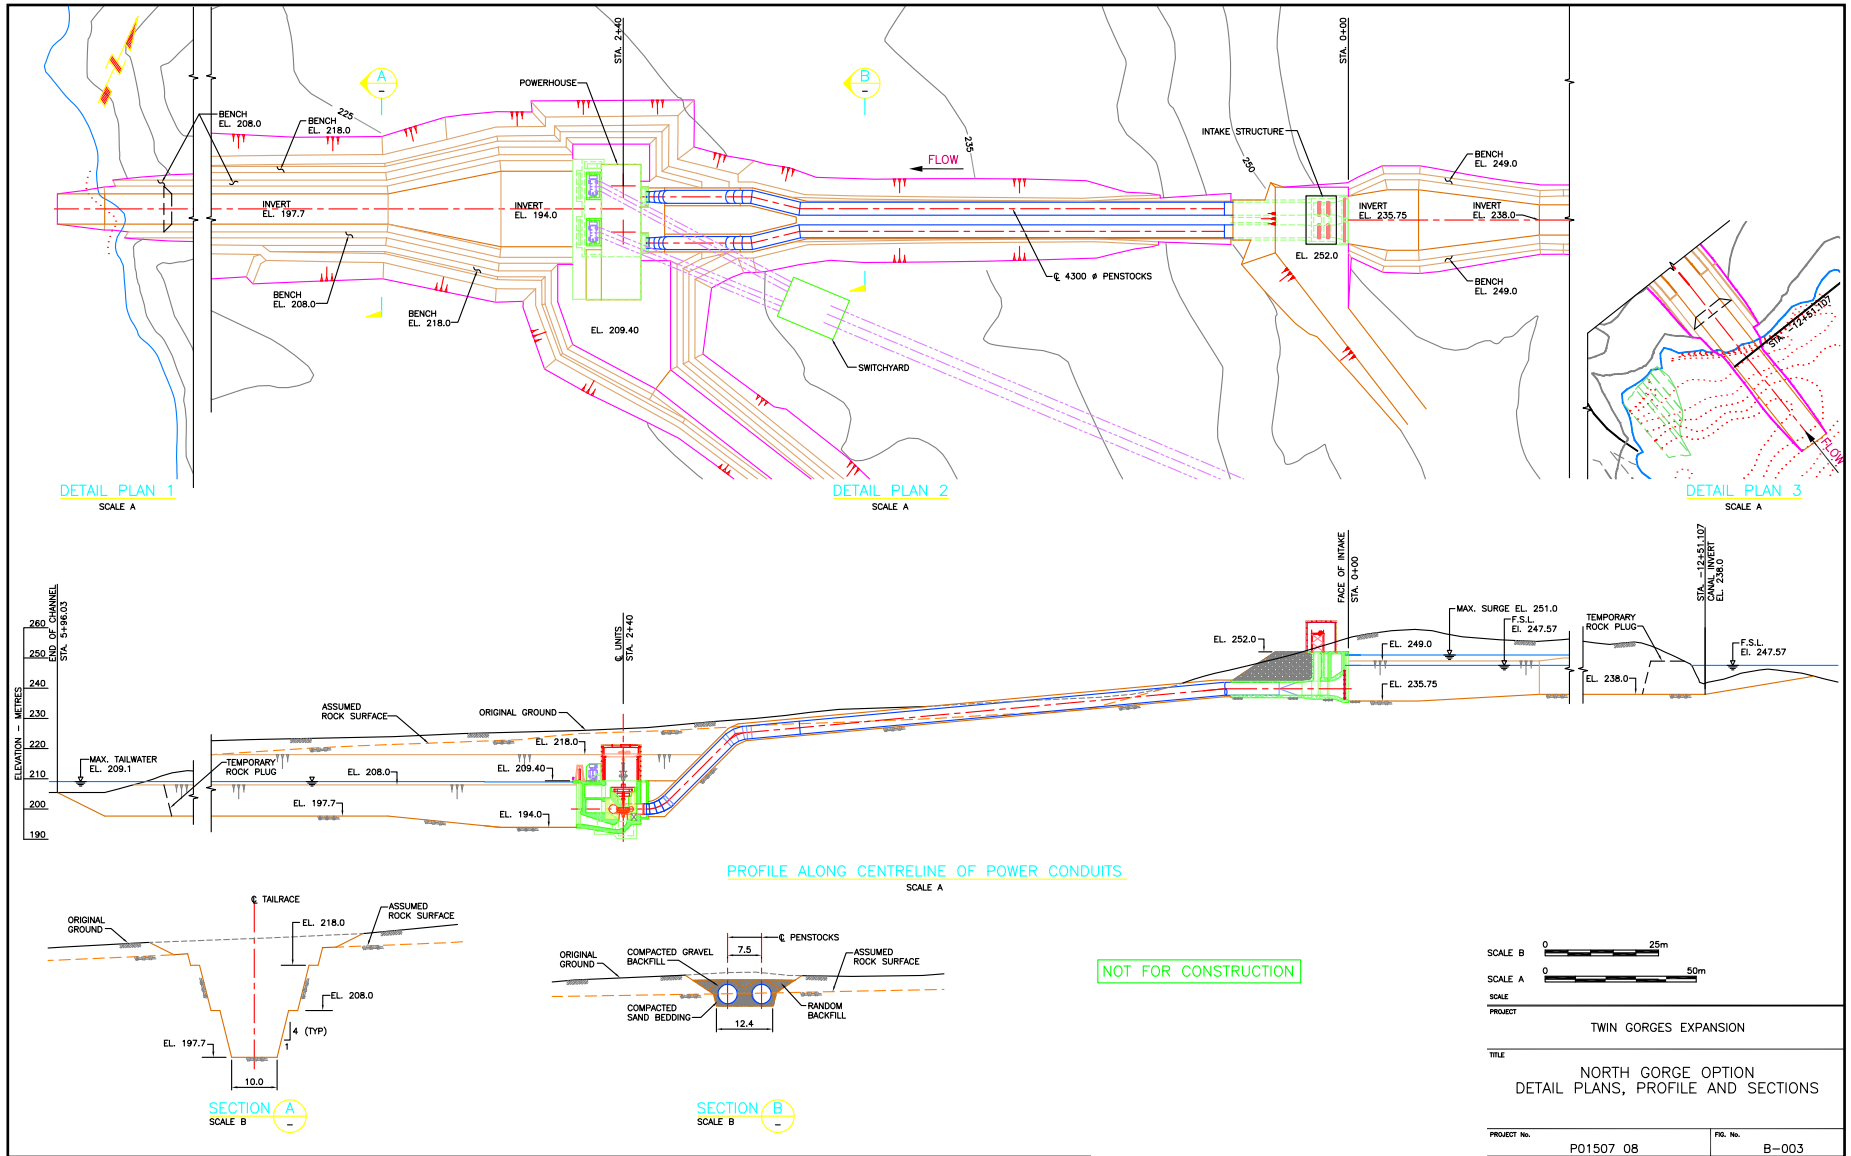 STA. 2+40
STA. 0+00
A
-
B
-
POWERHOUSE
BENCH
EL. 208.0
BENCH
EL. 218.0
225
235
250
FLOW
INTAKE STRUCTURE
BENCH
EL. 249.0
INVERT
EL. 197.7
INVERT
EL. 194.0
INVERT
EL. 235.75
INVERT
EL. 238.0
EL. 252.0
℄ 4300 ø PENSTOCKS
BENCH
EL. 249.0
BENCH
EL. 208.0
BENCH
EL. 218.0
EL. 209.40
SWITCHYARD
STA. -12+51.107
FLOW
DETAIL PLAN 1
SCALE A
DETAIL PLAN 2
SCALE A
DETAIL PLAN 3
SCALE A
ELEVATION - METRES
260
250
240
230
220
210
200
190
END OF CHANNEL
STA. 5+96.03
℄ UNITS
STA. 2+40
FACE OF INTAKE
STA. 0+00
STA. -12+51.107
CANAL INVERT
EL. 238.0
MAX. SURGE EL. 251.0
F.S.L.
El. 247.57
TEMPORARY
ROCK PLUG
F.S.L.
El. 247.57
EL. 252.0
EL. 249.0
EL. 235.75
EL. 238.0
ASSUMED
ROCK SURFACE
ORIGINAL GROUND
EL. 218.0
MAX. TAILWATER
EL. 209.1
TEMPORARY
ROCK PLUG
EL. 208.0
EL. 209.40
EL. 197.7
EL. 194.0
PROFILE ALONG CENTRELINE OF POWER CONDUITS
SCALE A
℄ TAILRACE
ORIGINAL
GROUND
EL. 218.0
ASSUMED
ROCK SURFACE
EL. 208.0
4 (TYP)
1
EL. 197.7
10.0
SECTION A
SCALE B
-
℄ PENSTOCKS
7.5
ORIGINAL
GROUND
COMPACTED GRAVEL
BACKFILL
ASSUMED
ROCK SURFACE
COMPACTED
SAND BEDDING
RANDOM
BACKFILL
12.4
SECTION B
SCALE B
-
NOT FOR CONSTRUCTION
SCALE B
0 25m
SCALE A
0 50m
SCALE
PROJECT
TWIN GORGES EXPANSION
TITLE
NORTH GORGE OPTION
DETAIL PLANS, PROFILE AND SECTIONS
PROJECT No.
P01507 08
FIG. No.
B-003